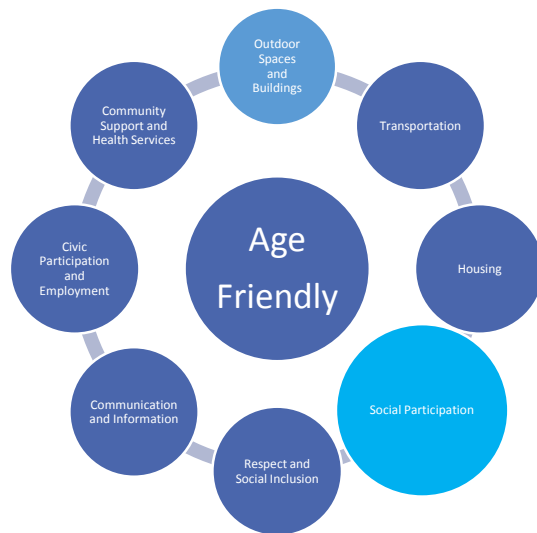 Outdoor
Spaces
and
Buildings
Transportation
Housing
Social Participation
Respect and
Social Inclusion
Communication
and Information
Civic
Participation
and
Employment
Community
Support and
Health Services
Age
Friendly